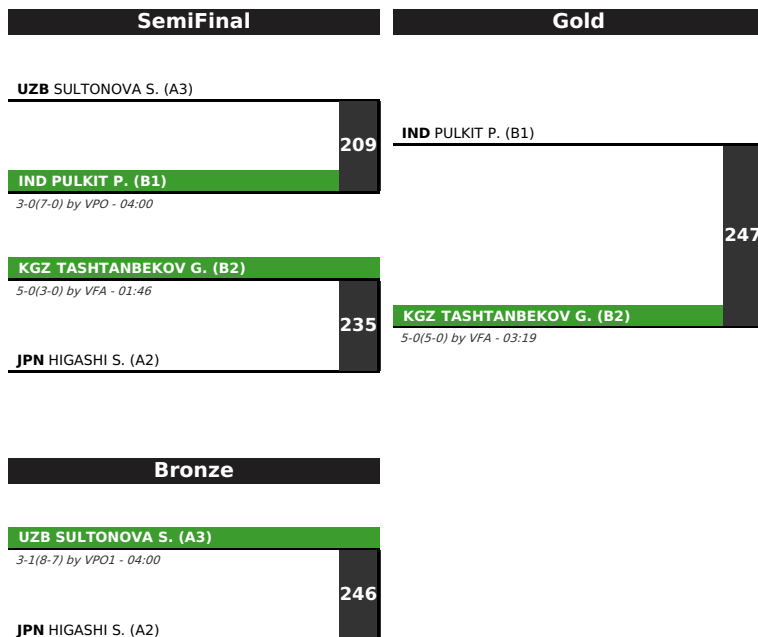 SemiFinal
UZB SULTONOVA S. (A3)
209
IND PULKIT P. (B1)
3-0(7-0) by VPO - 04:00
KGZ TASHTANBEKOV G. (B2)
5-0(3-0) by VFA - 01:46
235
JPN HIGASHI S. (A2)
Gold
IND PULKIT P. (B1)
247
KGZ TASHTANBEKOV G. (B2)
5-0(5-0) by VFA - 03:19
Bronze
UZB SULTONOVA S. (A3)
3-1(8-7) by VPO1 - 04:00
246
JPN HIGASHI S. (A2)